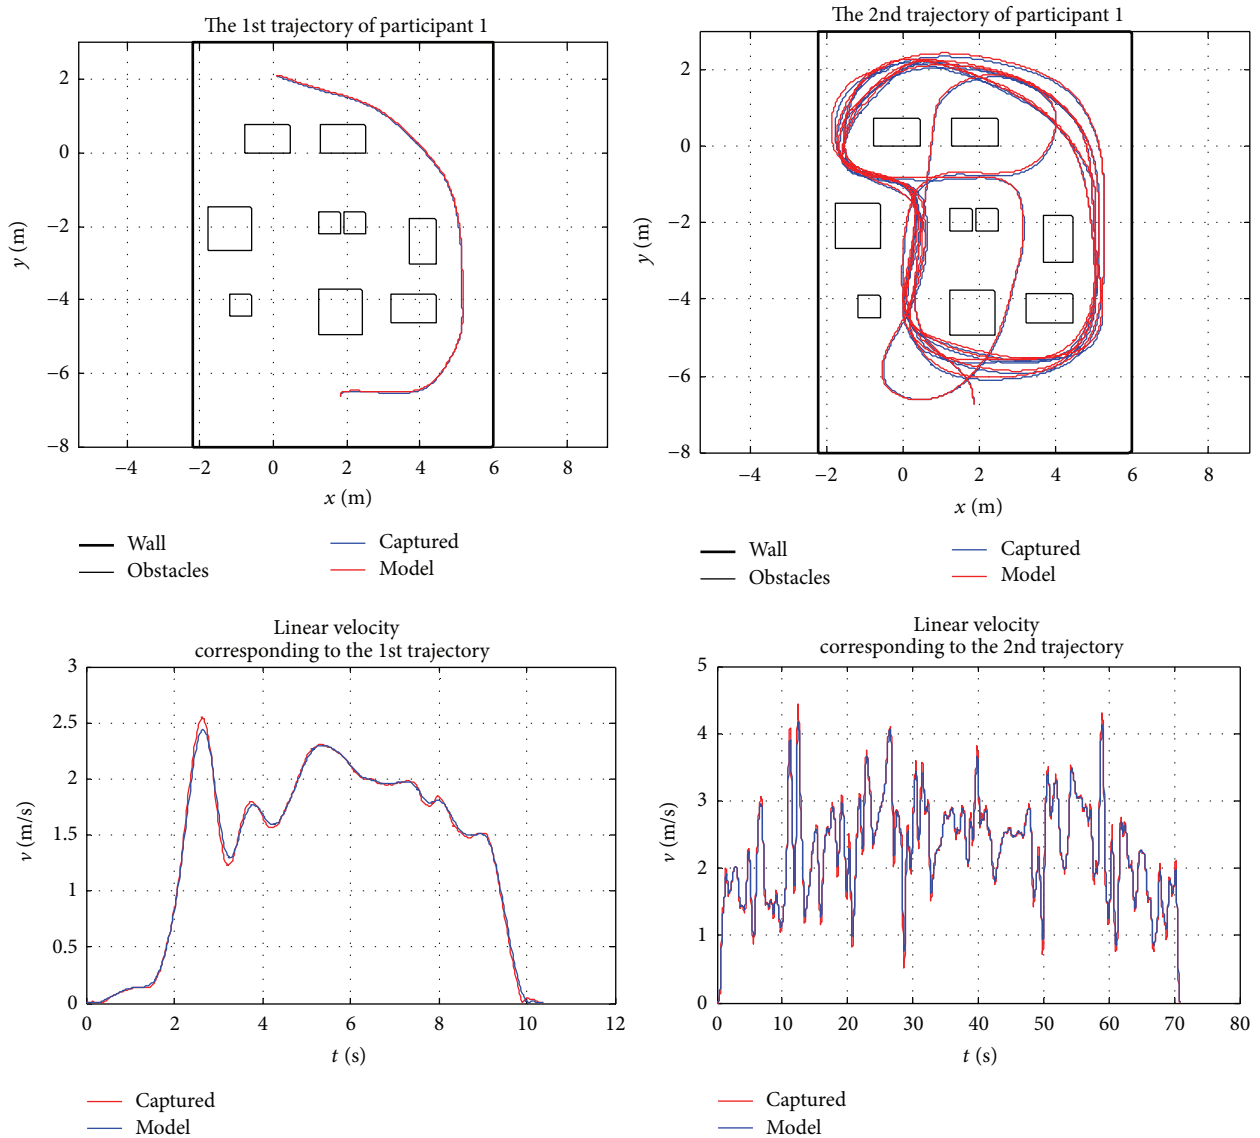 The 1st trajectory of participant 1
2
0
−2
−4
−6
−8
y (m)
−4 −2 0 2 4 6 8
x (m)
Wall
Obstacles
Captured
Model
The 2nd trajectory of participant 1
2
0
−2
−4
−6
−8
y (m)
−4 −2 0 2 4 6 8
x (m)
Wall
Obstacles
Captured
Model
Linear velocity
corresponding to the 1st trajectory
3
2.5
2
1.5
1
0.5
0
v (m/s)
0 2 4 6 8 10 12
t (s)
Captured
Model
Linear velocity
corresponding to the 2nd trajectory
5
4
3
2
1
0
v (m/s)
0 10 20 30 40 50 60 70 80
t (s)
Captured
Model